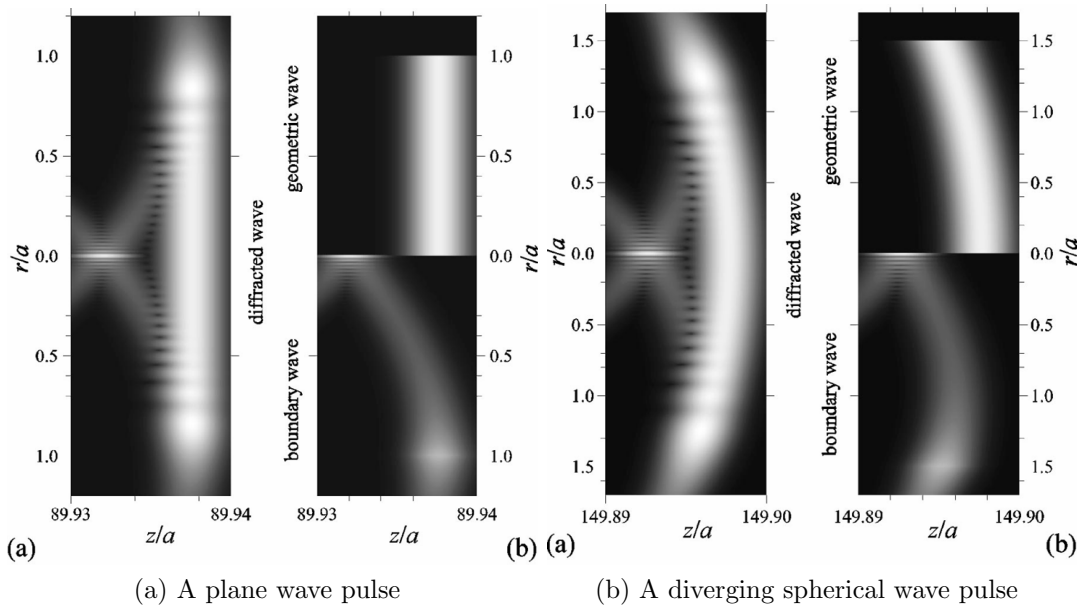 1.0
0.5
0.0
0.5
1.0
r/a
89.93
89.94
z/a
(a)
diffracted wave
geometric wave
boundary wave
1.0
0.5
0.0
0.5
1.0
r/a
89.93
89.94
z/a
(b)
(a) A plane wave pulse
1.5
1.0
0.5
0.0
0.5
1.0
1.5
r/a
149.89
149.90
z/a
(a)
diffracted wave
geometric wave
boundary wave
1.5
1.0
0.5
0.0
0.5
1.0
1.5
r/a
149.89
149.90
z/a
(b)
(b) A diverging spherical wave pulse